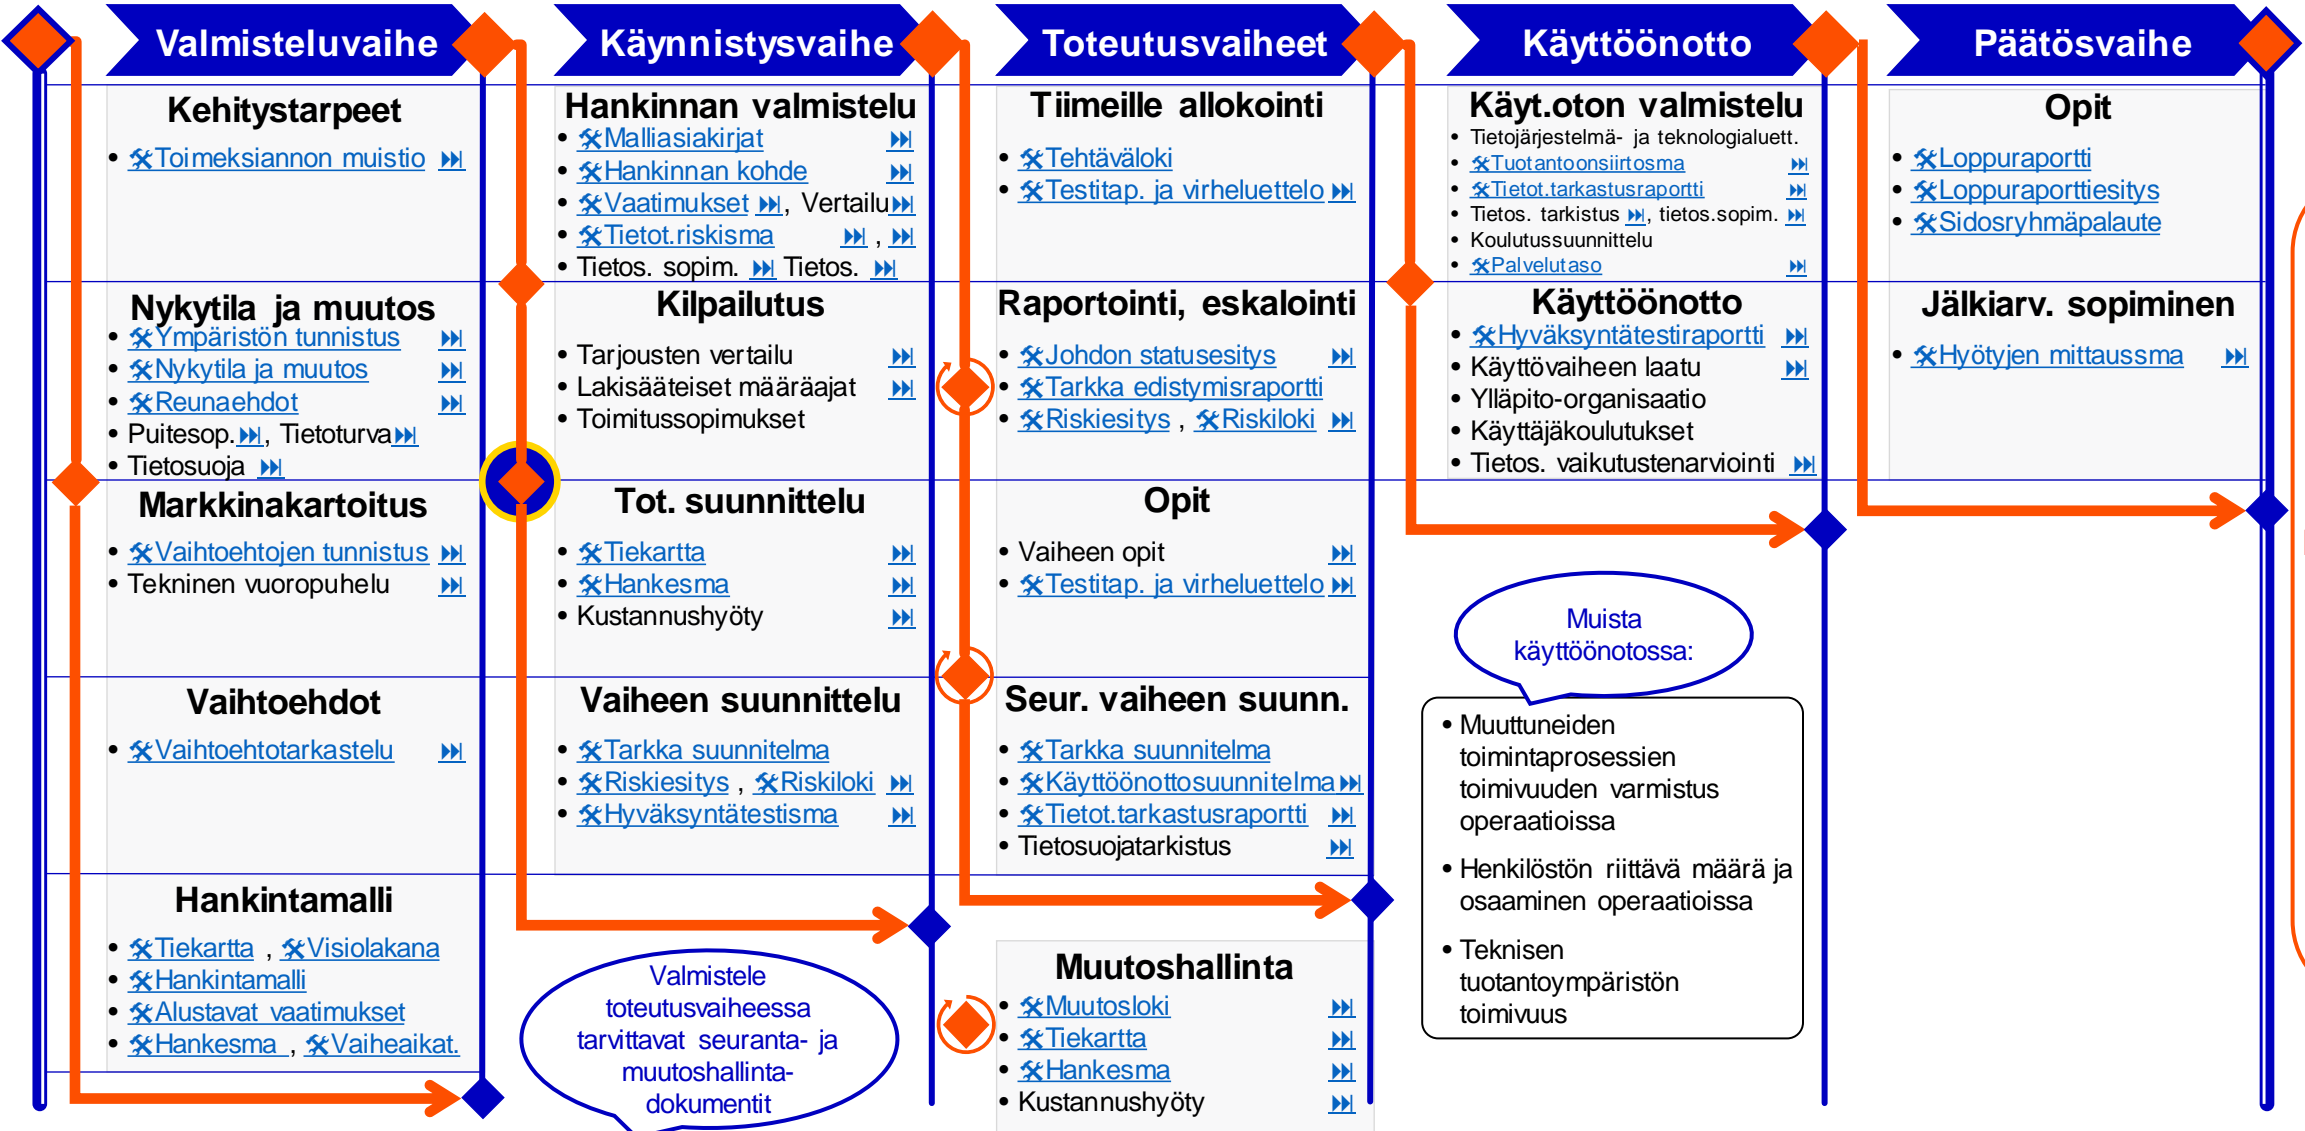 Valmisteluvaihe
Käynnistysvaihe
Toteutusvaiheet
Käyttöönotto
Päätösvaihe
Kehitystarpeet
• 🛠Toimeksiannon muistio ⏭
Nykytila ja muutos
• 🛠Ympäristön tunnistus ⏭
• 🛠Nykytila ja muutos ⏭
• 🛠Reunaehdot ⏭
• Puitesop.⏭, Tietoturva⏭
• Tietosuoja ⏭
Markkinakartoitus
• 🛠Vaihtoehtojen tunnistus ⏭
• Tekninen vuoropuhelu ⏭
Vaihtoehdot
• 🛠Vaihtoehtotarkastelu ⏭
Hankintamalli
• 🛠Tiekartta , 🛠Visiolakana
• 🛠Hankintamalli
• 🛠Alustavat vaatimukset
• 🛠Hankesma , 🛠Vaiheaikat.
Hankinnan valmistelu
• 🛠Malliasiakirjat ⏭
• 🛠Hankinnan kohde ⏭
• 🛠Vaatimukset ⏭, Vertailu⏭
• 🛠Tietot.riskisma ⏭ , ⏭
• Tietos. sopim. ⏭ Tietos. ⏭
Kilpailutus
• Tarjousten vertailu ⏭
• Lakisääteiset määräajat ⏭
• Toimitussopimukset
Tot. suunnittelu
• 🛠Tiekartta ⏭
• 🛠Hankesma ⏭
• Kustannushyöty ⏭
Vaiheen suunnittelu
• 🛠Tarkka suunnitelma
• 🛠Riskiesitys , 🛠Riskiloki ⏭
• 🛠Hyväksyntätestisma ⏭
Valmistele
toteutusvaiheessa
tarvittavat seuranta- ja
muutoshallinta-
dokumentit
Tiimeille allokointi
• 🛠Tehtäväloki
• 🛠Testitap. ja virheluettelo ⏭
Raportointi, eskalointi
• 🛠Johdon statusesitys ⏭
• 🛠Tarkka edistymisraportti
• 🛠Riskiesitys , 🛠Riskiloki ⏭
Opit
• Vaiheen opit ⏭
• 🛠Testitap. ja virheluettelo ⏭
Seur. vaiheen suunn.
• 🛠Tarkka suunnitelma
• 🛠Käyttöönottosuunnitelma⏭
• 🛠Tietot.tarkastusraportti ⏭
• Tietosuojatarkistus ⏭
Muutoshallinta
• 🛠Muutosloki ⏭
• 🛠Tiekartta ⏭
• 🛠Hankesma ⏭
• Kustannushyöty ⏭
Käyt.oton valmistelu
• Tietojärjestelmä- ja teknologialuett.
• 🛠Tuotantoonsiirtosma ⏭
• 🛠Tietot.tarkastusraportti ⏭
• Tietos. tarkistus ⏭, tietos.sopim. ⏭
• Koulutussuunnittelu
• 🛠Palvelutaso ⏭
Käyttöönotto
• 🛠Hyväksyntätestiraportti ⏭
• Käyttövaiheen laatu ⏭
• Ylläpito-organisaatio
• Käyttäjäkoulutukset
• Tietos. vaikutustenarviointi ⏭
Muista
käyttöönotossa:
• Muuttuneiden
toimintaprosessien
toimivuuden varmistus
operaatioissa
• Henkilöstön riittävä määrä ja
osaaminen operaatioissa
• Teknisen
tuotantoympäristön
toimivuus
Opit
• 🛠Loppuraportti
• 🛠Loppuraporttiesitys
• 🛠Sidosryhmäpalaute
Jälkiarv. sopiminen
• 🛠Hyötyjen mittaussma ⏭